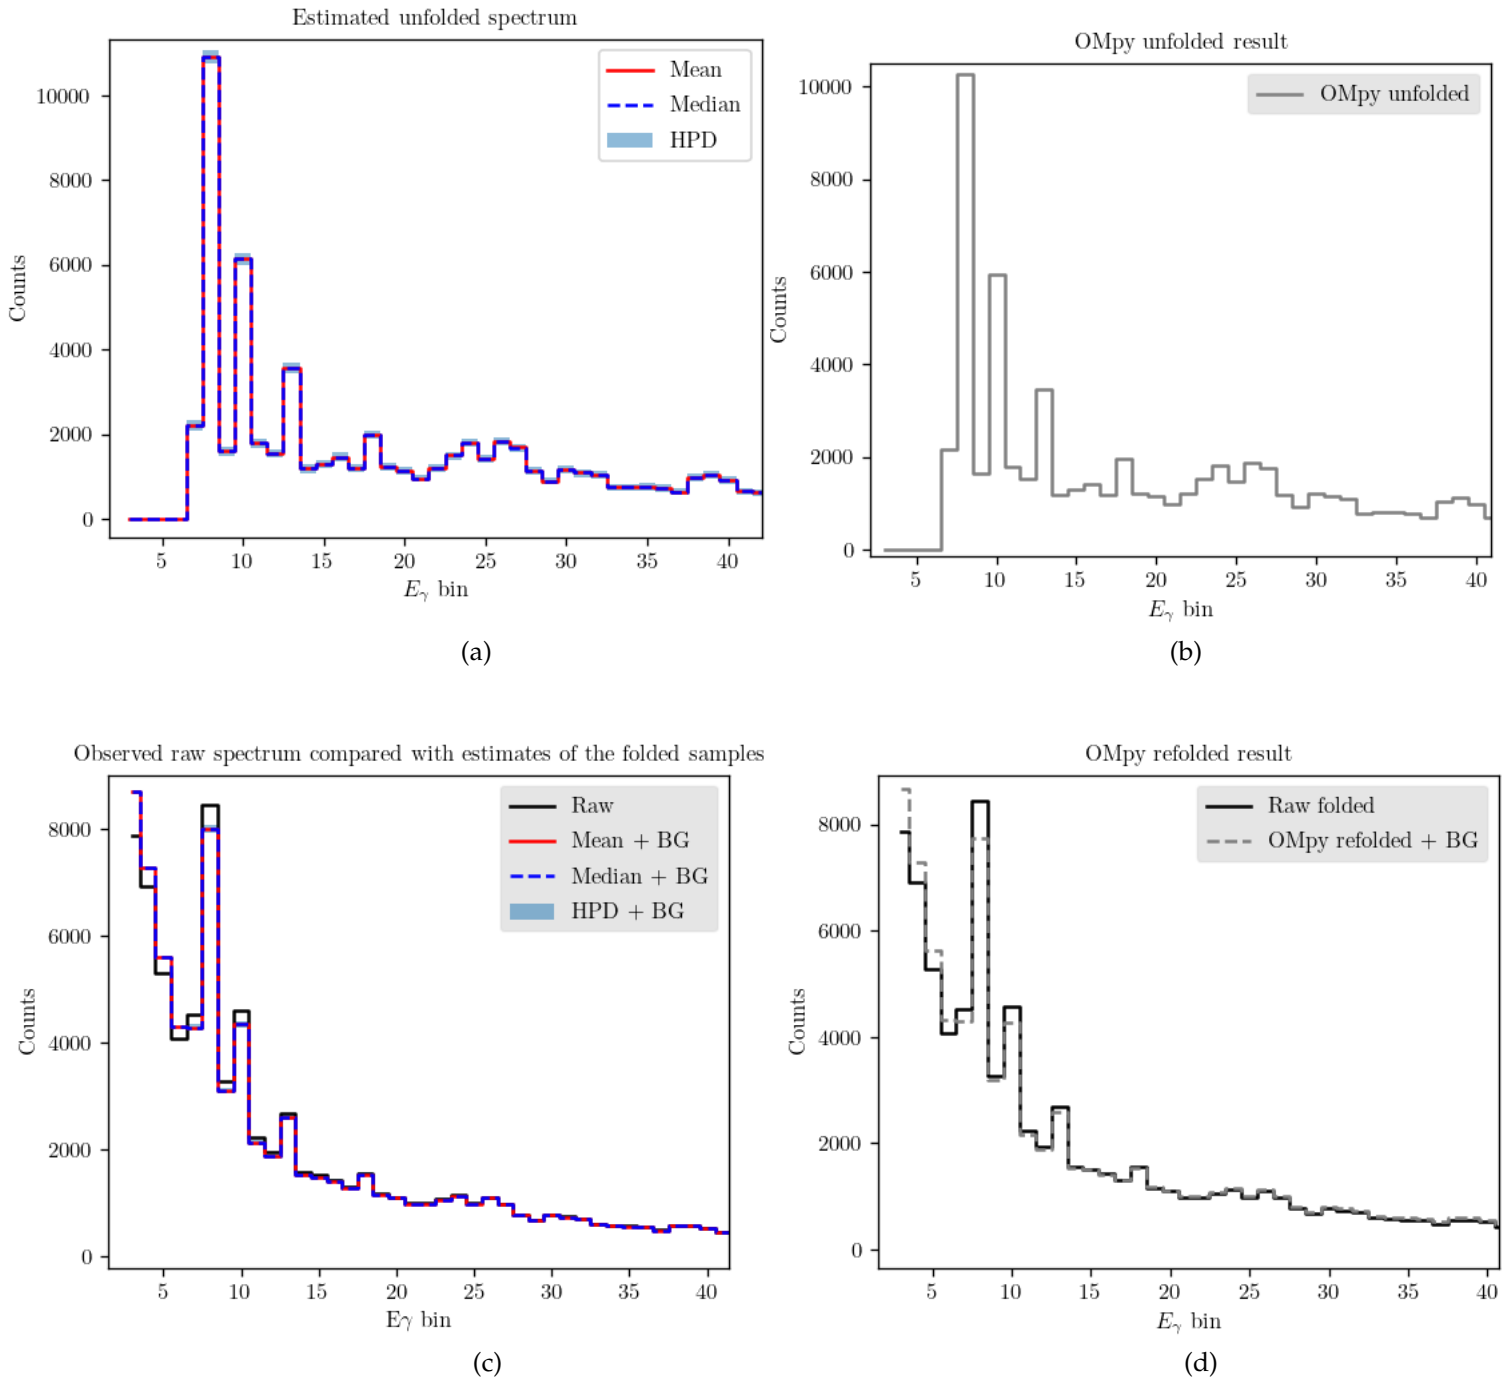 Estimated unfolded spectrum
Mean
Median
HPD
10000
8000
6000
4000
2000
0
Counts
5 10 15 20 25 30 35 40
Eγ bin
(a)
OMpy unfolded result
OMpy unfolded
10000
8000
6000
4000
2000
0
Counts
5 10 15 20 25 30 35 40
Eγ bin
(b)
Observed raw spectrum compared with estimates of the folded samples
Raw
Mean + BG
Median + BG
HPD + BG
8000
6000
4000
2000
0
Counts
5 10 15 20 25 30 35 40
Eγ bin
(c)
OMpy refolded result
Raw folded
OMpy refolded + BG
8000
6000
4000
2000
0
Counts
5 10 15 20 25 30 35 40
Eγ bin
(d)